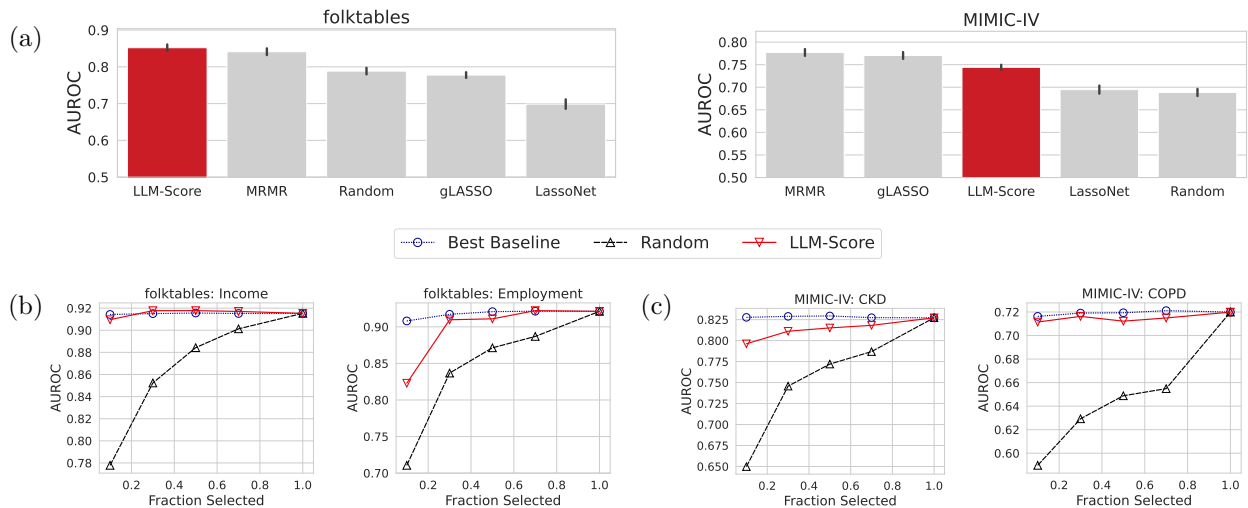 (a)
folktables
AUROC
0.9
0.8
0.7
0.6
0.5
LLM-Score MRMR Random gLASSO LassoNet
MIMIC-IV
AUROC
0.80
0.75
0.70
0.65
0.60
0.55
0.50
MRMR gLASSO LLM-Score LassoNet Random
Best Baseline Random LLM-Score
(b)
folktables: Income
AUROC
0.92
0.90
0.88
0.86
0.84
0.82
0.80
0.78
0.2 0.4 0.6 0.8 1.0
Fraction Selected
folktables: Employment
AUROC
0.90
0.85
0.80
0.75
0.70
0.2 0.4 0.6 0.8 1.0
Fraction Selected
(c)
MIMIC-IV: CKD
AUROC
0.825
0.800
0.775
0.750
0.725
0.700
0.675
0.650
0.2 0.4 0.6 0.8 1.0
Fraction Selected
MIMIC-IV: COPD
AUROC
0.72
0.70
0.68
0.66
0.64
0.62
0.60
0.2 0.4 0.6 0.8 1.0
Fraction Selected